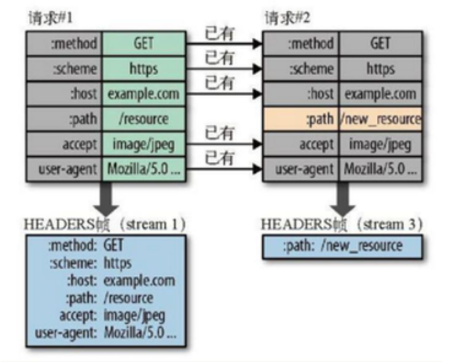 请求#1
:method GET
:scheme https
:host example.com
:path /resource
accept image/jpeg
user-agent Mozilla/5.0 ...
已有
已有
已有
已有
已有
请求#2
:method GET
:scheme https
:host example.com
:path /new_resource
accept image/jpeg
user-agent Mozilla/5.0 ...
HEADERS帧（stream 1）
:method: GET
:scheme: https
:host: example.com
:path: /resource
accept: image/jpeg
user-agent: Mozilla/5.0 ...
HEADERS帧（stream 3）
:path: /new_resource